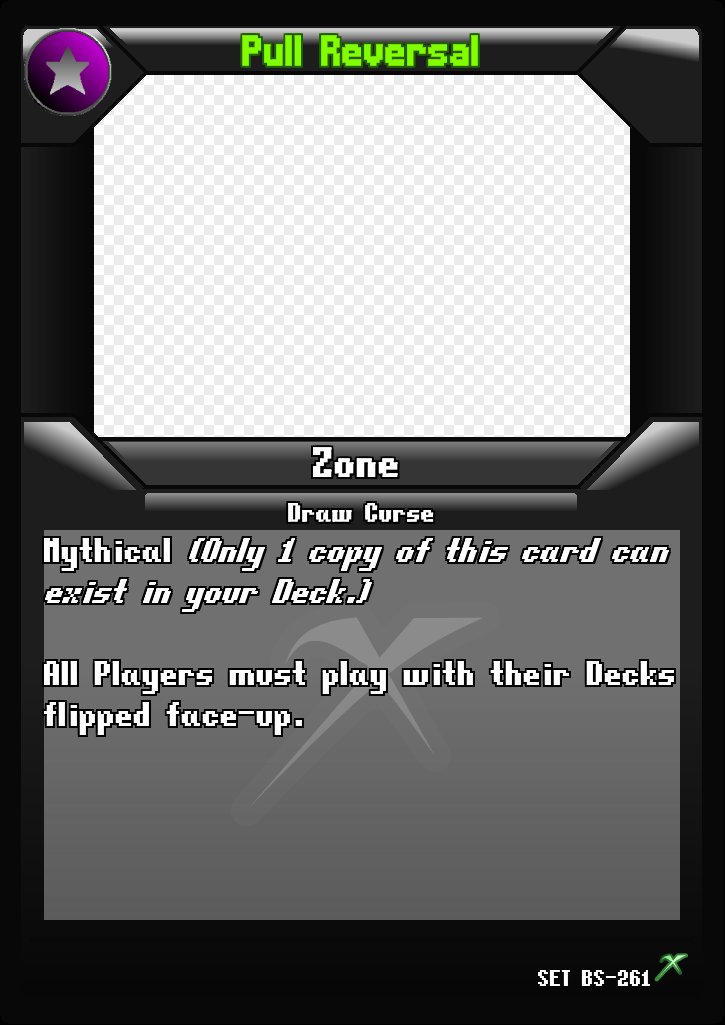 Pull Reversal
Zone
Draw Curse
Mythical (Only 1 copy of this card can
exist in your Deck.)
All Players must play with their Decks
flipped face-up.
SET BS-261